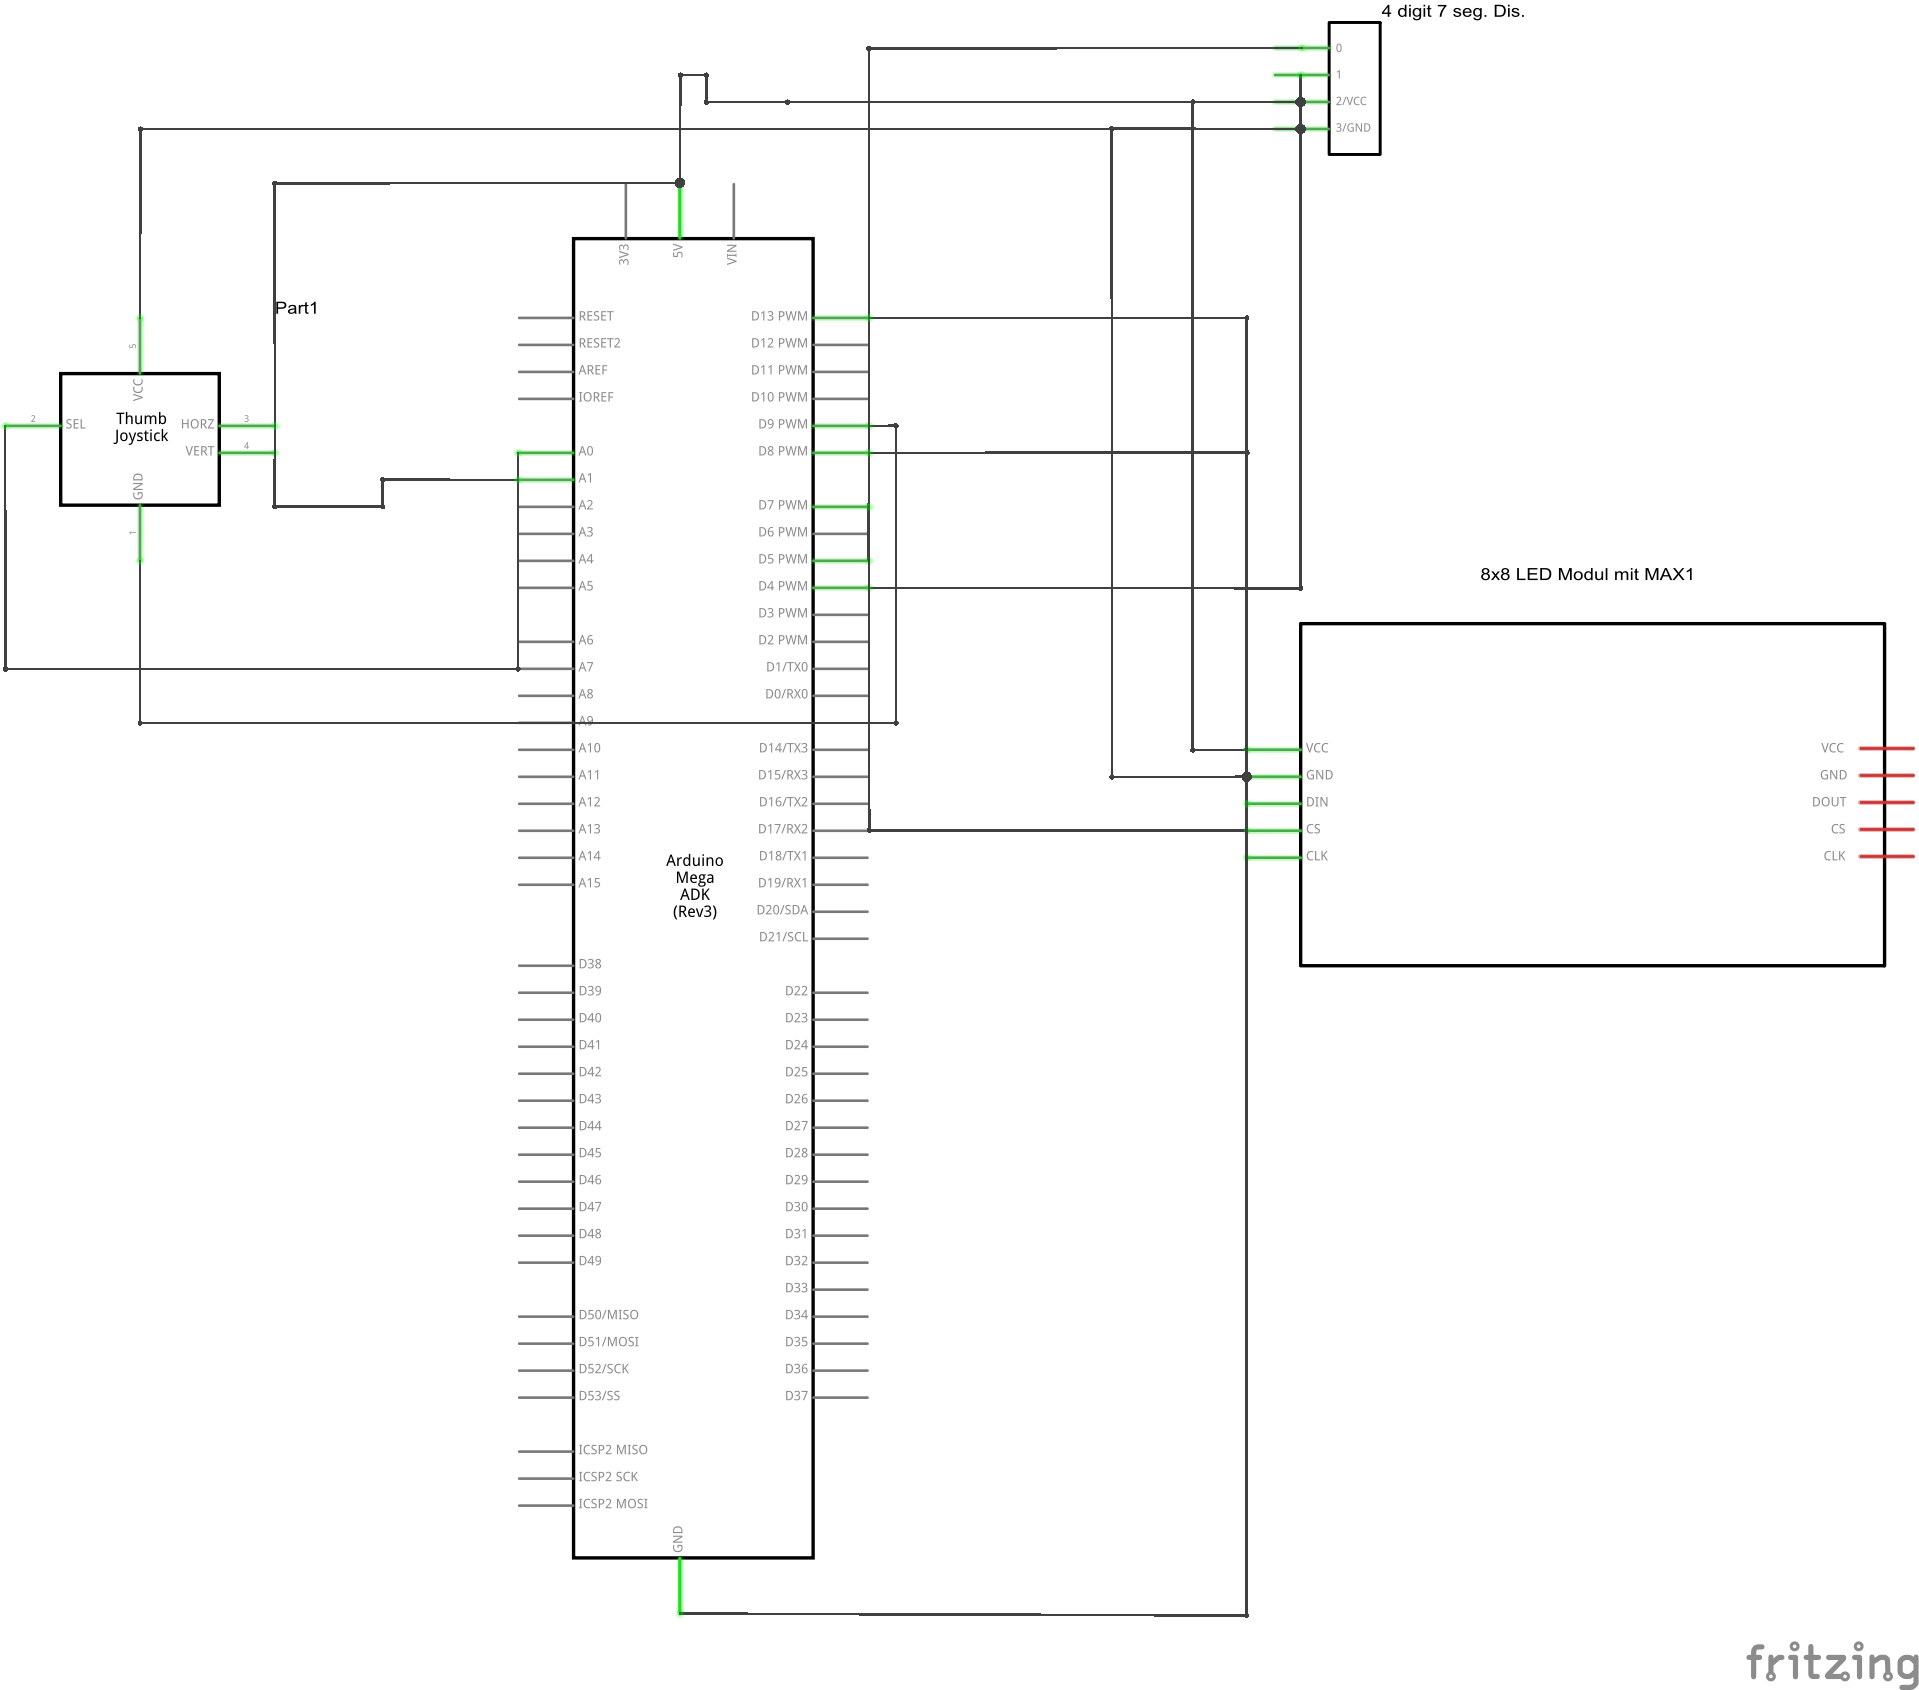 4 digit 7 seg. Dis.
0
1
2/VCC
3/GND
3V3
5V
VIN
Part1
5
VCC
Thumb
Joystick
2
SEL
HORZ
3
VERT
4
GND
1
RESET
RESET2
AREF
IOREF
A0
A1
A2
A3
A4
A5
A6
A7
A8
A9
A10
A11
A12
A13
A14
A15
D38
D39
D40
D41
D42
D43
D44
D45
D46
D47
D48
D49
D50/MISO
D51/MOSI
D52/SCK
D53/SS
ICSP2 MISO
ICSP2 SCK
ICSP2 MOSI
Arduino
Mega
ADK
(Rev3)
D13 PWM
D12 PWM
D11 PWM
D10 PWM
D9 PWM
D8 PWM
D7 PWM
D6 PWM
D5 PWM
D4 PWM
D3 PWM
D2 PWM
D1/TX0
D0/RX0
D14/TX3
D15/RX3
D16/TX2
D17/RX2
D18/TX1
D19/RX1
D20/SDA
D21/SCL
D22
D23
D24
D25
D26
D27
D28
D29
D30
D31
D32
D33
D34
D35
D36
D37
GND
8x8 LED Modul mit MAX1
VCC
GND
DIN
CS
CLK
VCC
GND
DOUT
CS
CLK
fritzing